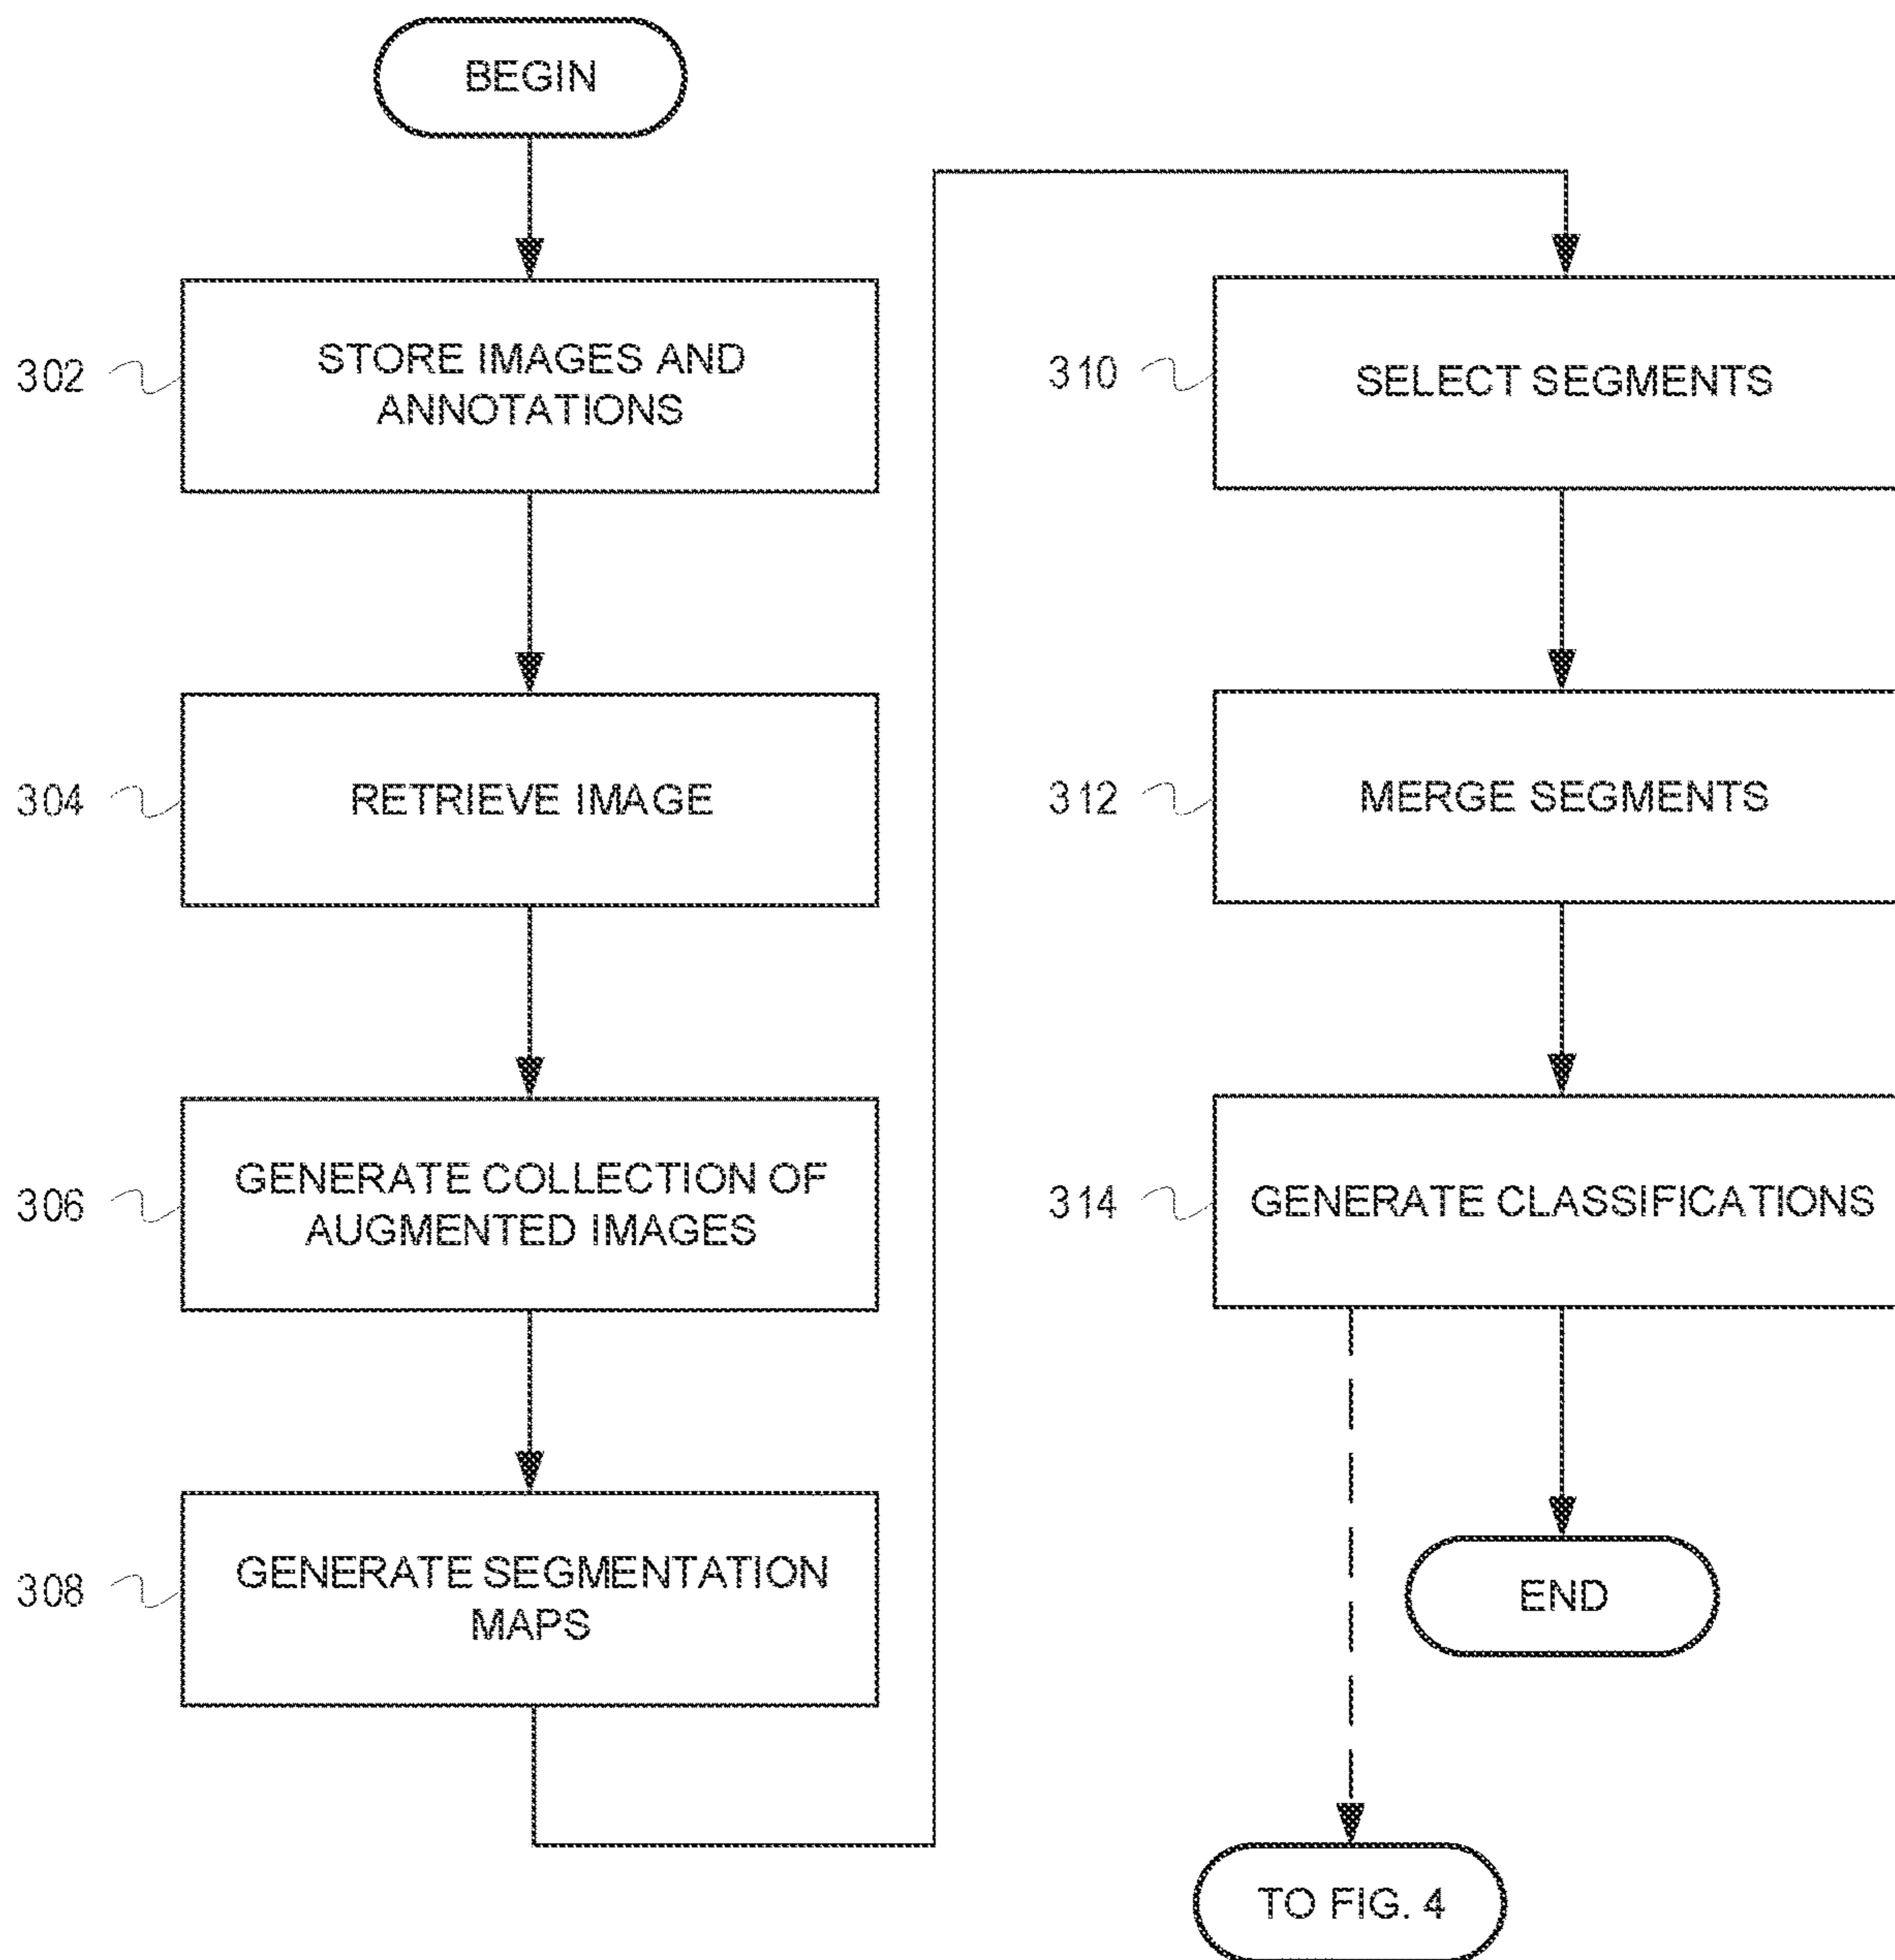 BEGIN
302
STORE IMAGES AND
ANNOTATIONS
304
RETRIEVE IMAGE
306
GENERATE COLLECTION OF
AUGMENTED IMAGES
308
GENERATE SEGMENTATION
MAPS
310
SELECT SEGMENTS
312
MERGE SEGMENTS
314
GENERATE CLASSIFICATIONS
END
TO FIG. 4